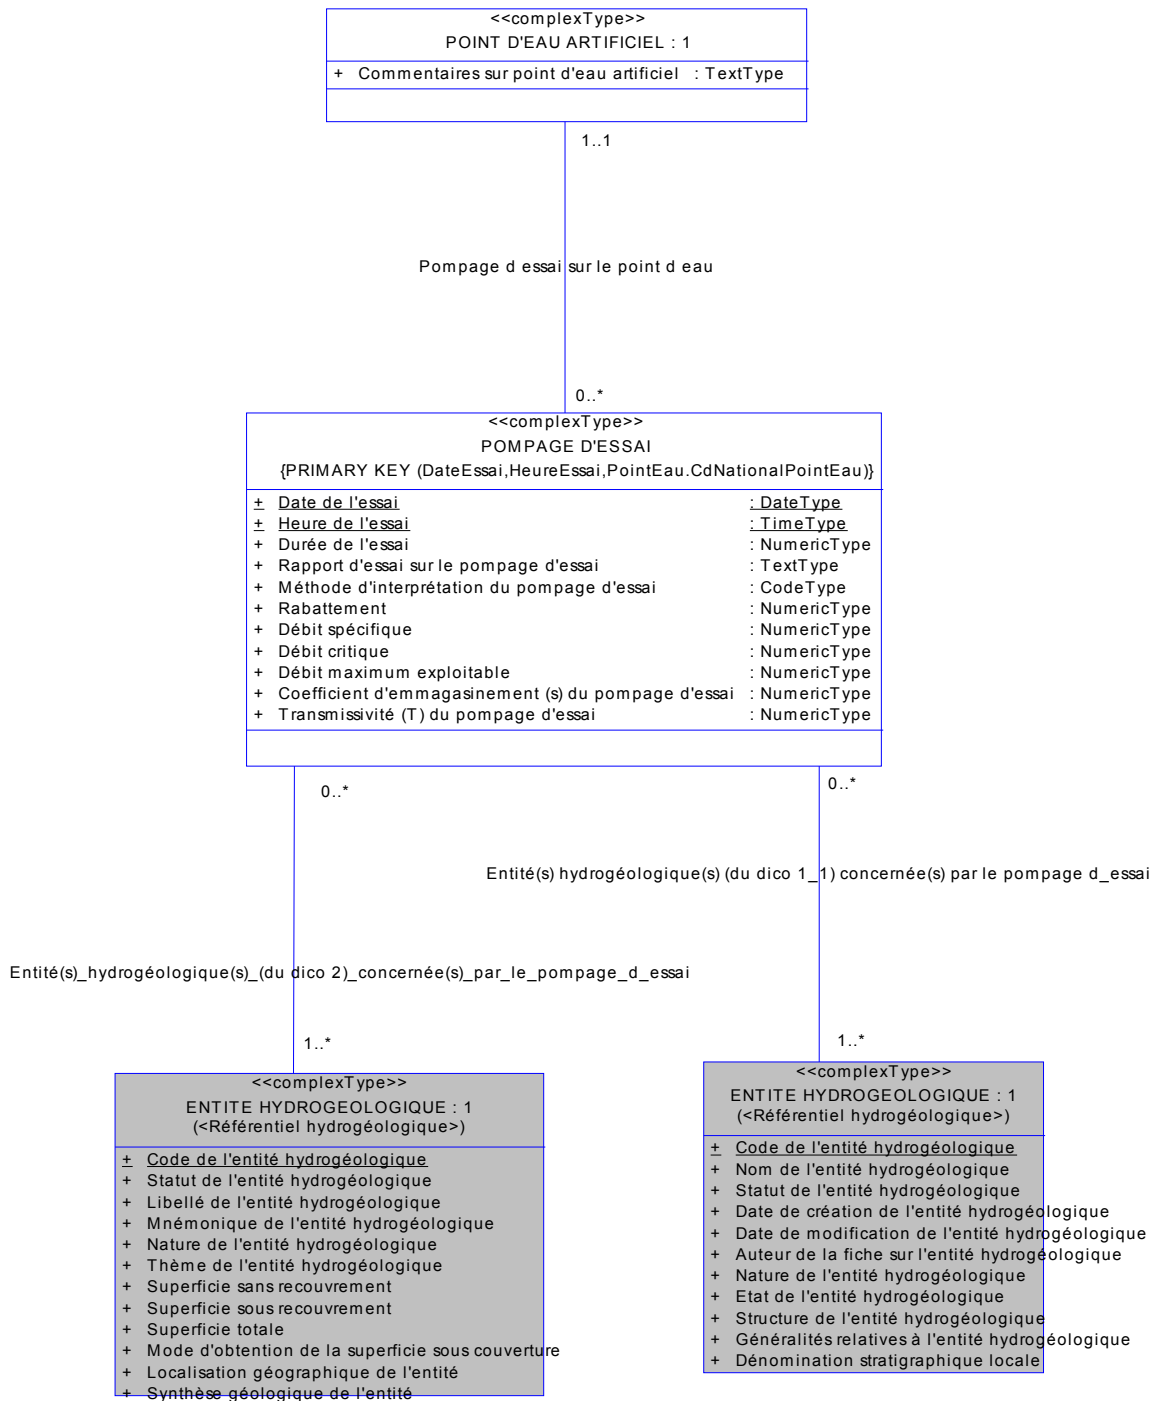 <<complexType>>
POINT D'EAU ARTIFICIEL : 1
+ Commentaires sur point d'eau artificiel : TextType
1..1
Pompage d essai sur le point d eau
0..*
<<complexType>>
POMPAGE D'ESSAI
{PRIMARY KEY (DateEssai,HeureEssai,PointEau.CdNationalPointEau)}
+ Date de l'essai : DateType
+ Heure de l'essai : TimeType
+ Durée de l'essai : NumericType
+ Rapport d'essai sur le pompage d'essai : TextType
+ Méthode d'interprétation du pompage d'essai : CodeType
+ Rabattement : NumericType
+ Débit spécifique : NumericType
+ Débit critique : NumericType
+ Débit maximum exploitable : NumericType
+ Coefficient d'emmagasinement (s) du pompage d'essai : NumericType
+ Transmissivité (T) du pompage d'essai : NumericType
0..*
0..*
Entité(s) hydrogéologique(s) (du dico 1_1) concernée(s) par le pompage d_essai
Entité(s)_hydrogéologique(s)_(du dico 2)_concernée(s)_par_le_pompage_d_essai
1..*
1..*
<<complexType>>
ENTITE HYDROGEOLOGIQUE : 1
(<Référentiel hydrogéologique>)
+ Code de l'entité hydrogéologique
+ Statut de l'entité hydrogéologique
+ Libellé de l'entité hydrogéologique
+ Mnémonique de l'entité hydrogéologique
+ Nature de l'entité hydrogéologique
+ Thème de l'entité hydrogéologique
+ Superficie sans recouvrement
+ Superficie sous recouvrement
+ Superficie totale
+ Mode d'obtention de la superficie sous couverture
+ Localisation géographique de l'entité
+ Synthèse géologique de l'entité
<<complexType>>
ENTITE HYDROGEOLOGIQUE : 1
(<Référentiel hydrogéologique>)
+ Code de l'entité hydrogéologique
+ Nom de l'entité hydrogéologique
+ Statut de l'entité hydrogéologique
+ Date de création de l'entité hydrogéologique
+ Date de modification de l'entité hydrogéologique
+ Auteur de la fiche sur l'entité hydrogéologique
+ Nature de l'entité hydrogéologique
+ Etat de l'entité hydrogéologique
+ Structure de l'entité hydrogéologique
+ Généralités relatives à l'entité hydrogéologique
+ Dénomination stratigraphique locale